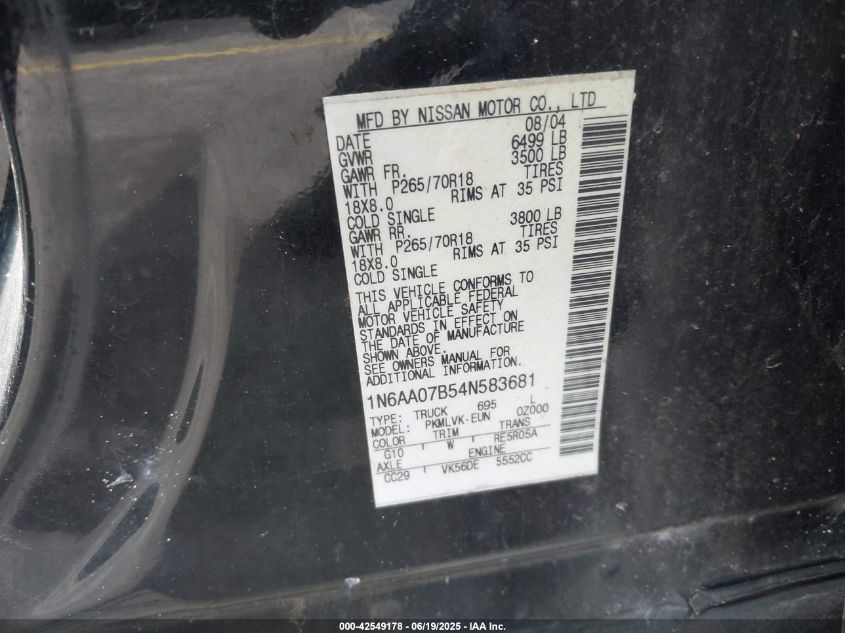 MFD BY NISSAN MOTOR CO., LTD
DATE 08/04
GVWR 6499 LB
GAWR FR. 3500 LB
WITH P265/70R18 TIRES
18X8.0 RIMS AT 35 PSI
COLD SINGLE
GAWR RR. 3800 LB
WITH P265/70R18 TIRES
18X8.0 RIMS AT 35 PSI
COLD SINGLE
THIS VEHICLE CONFORMS TO
ALL APPLICABLE FEDERAL
MOTOR VEHICLE SAFETY
STANDARDS IN EFFECT ON
THE DATE OF MANUFACTURE
SHOWN ABOVE.
SEE OWNERS MANUAL FOR
ADDITIONAL INFORMATION.
1N6AA07B54N583681
TYPE: TRUCK 695 L
MODEL: PKMLVK-EUN 0Z000
COLOR TRIM TRANS
G10 W RE5R05A
AXLE ENGINE
CC29 VK56DE 5552CC
000-42549178 - 06/19/2025 - IAA Inc.